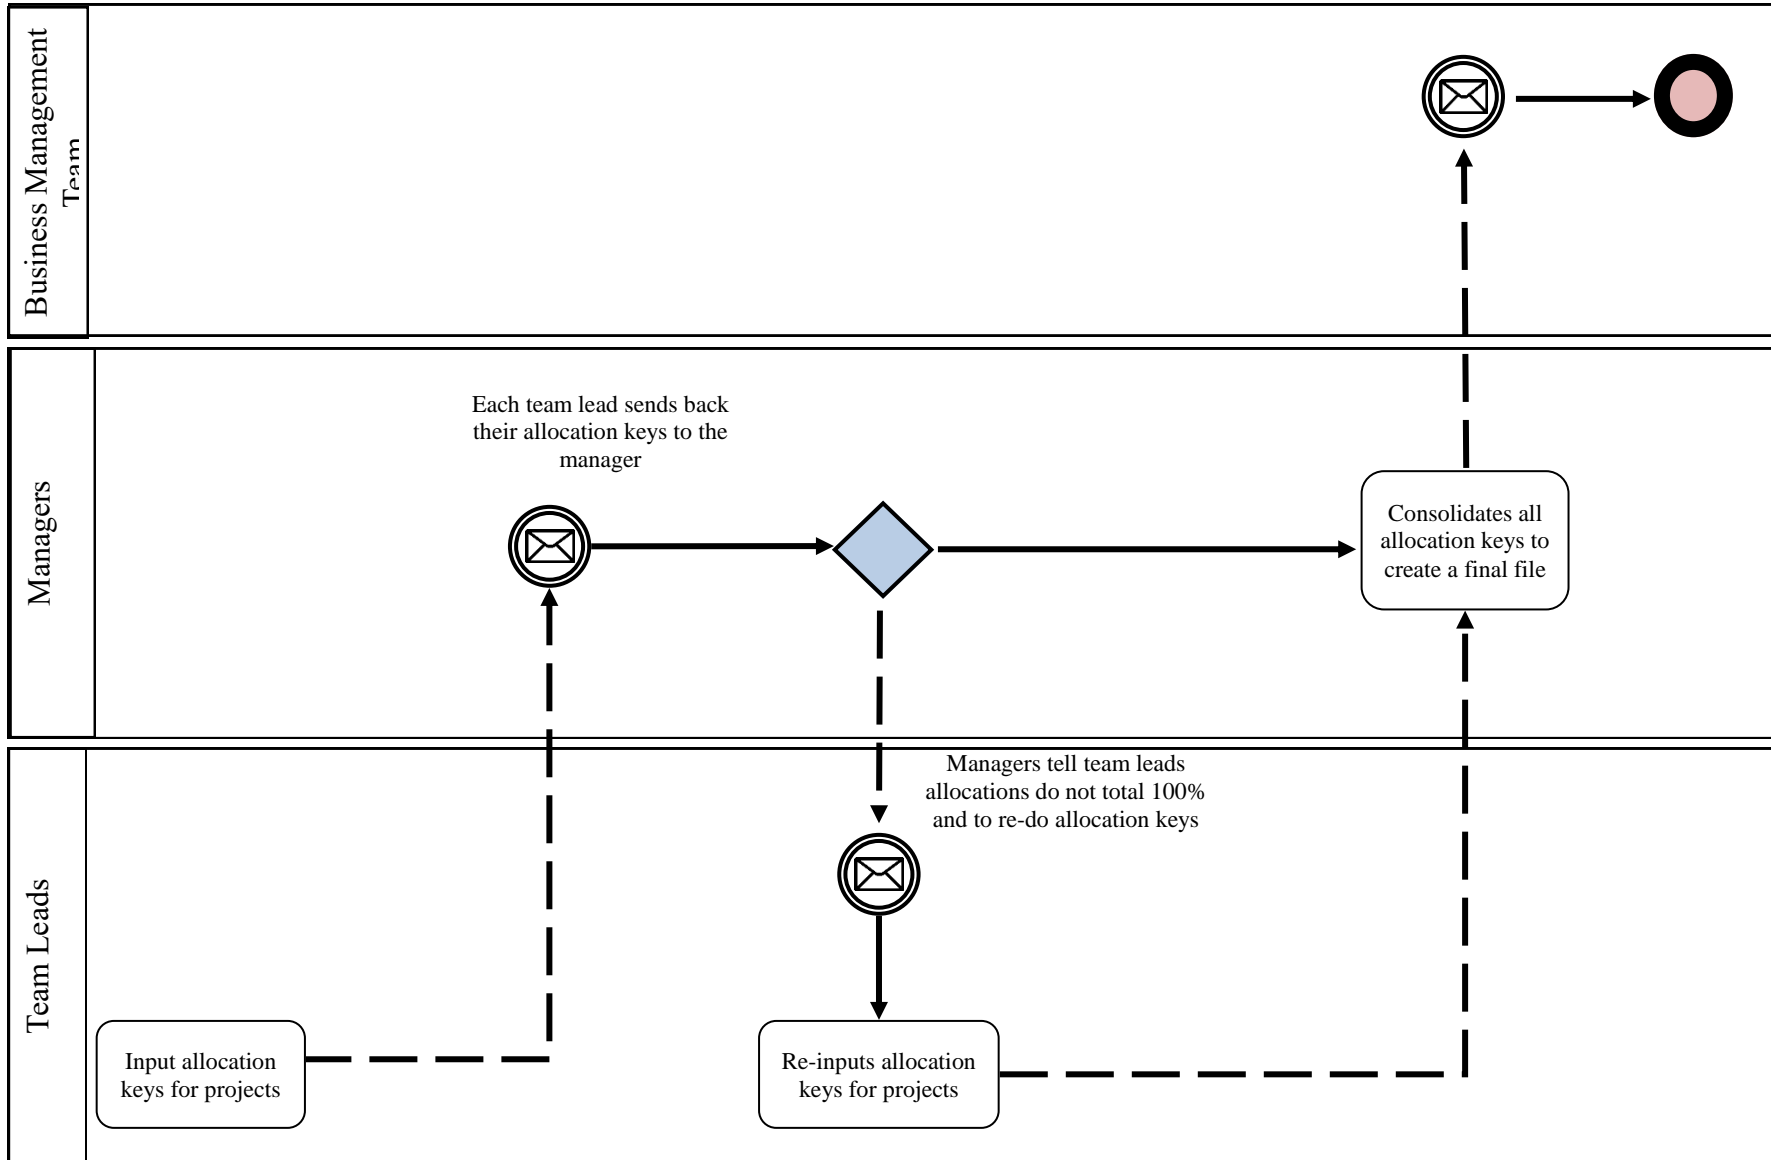 Business Management
Team
Each team lead sends back
their allocation keys to the
manager
Managers
Consolidates all
allocation keys to
create a final file
Managers tell team leads
allocations do not total 100%
and to re-do allocation keys
Team Leads
Input allocation
keys for projects
Re-inputs allocation
keys for projects